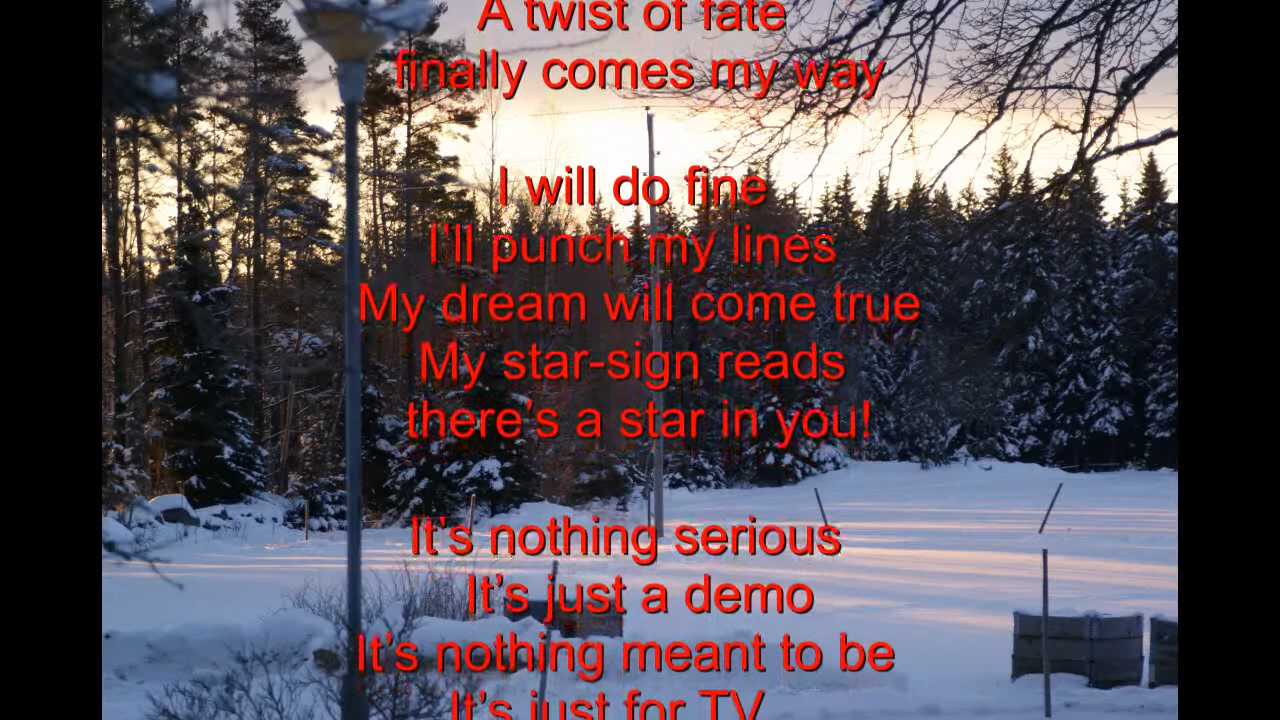 A twist of fate
finally comes my way
I will do fine
I'll punch my lines
My dream will come true
My star-sign reads
there's a star in you!
It's nothing serious
It's just a demo
It's nothing meant to be
It's just for TV